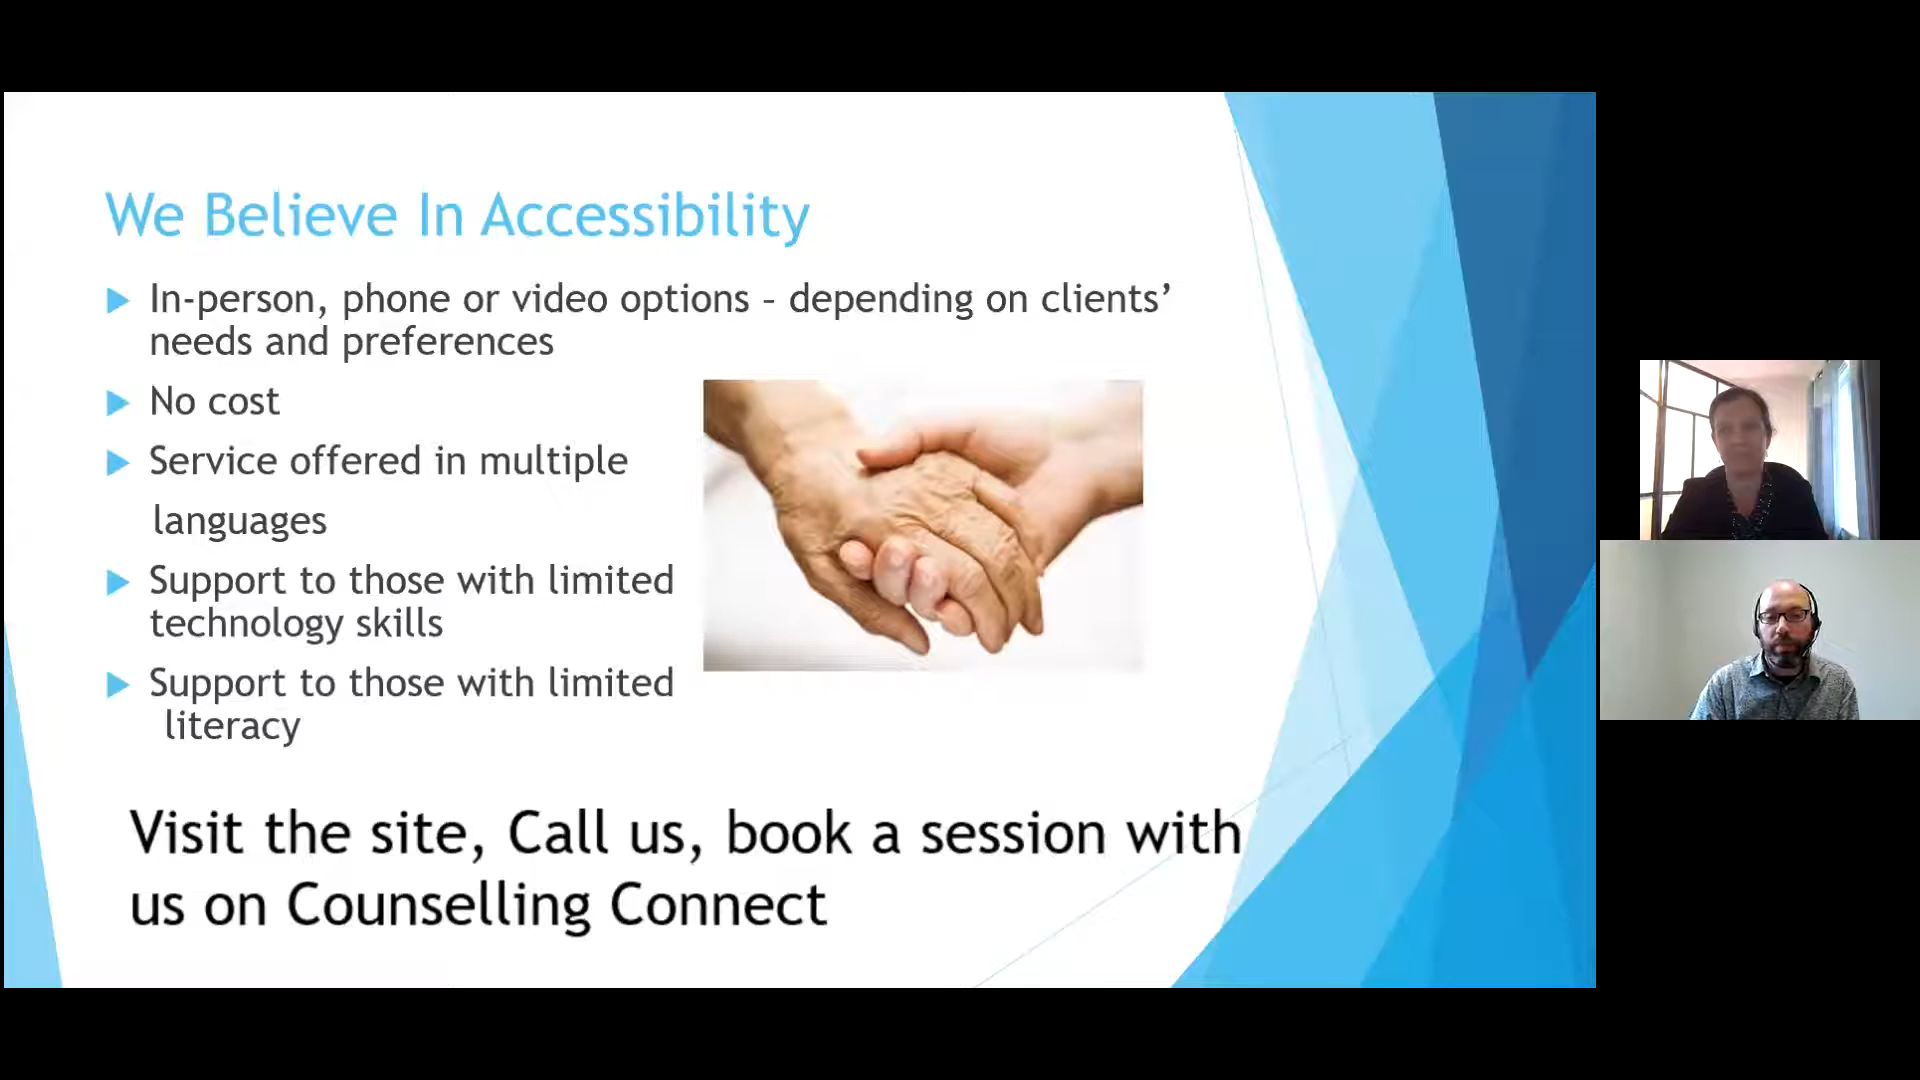 We Believe In Accessibility
In-person, phone or video options – depending on clients’
needs and preferences
No cost
Service offered in multiple
languages
Support to those with limited
technology skills
Support to those with limited
literacy
Visit the site, Call us, book a session with
us on Counselling Connect